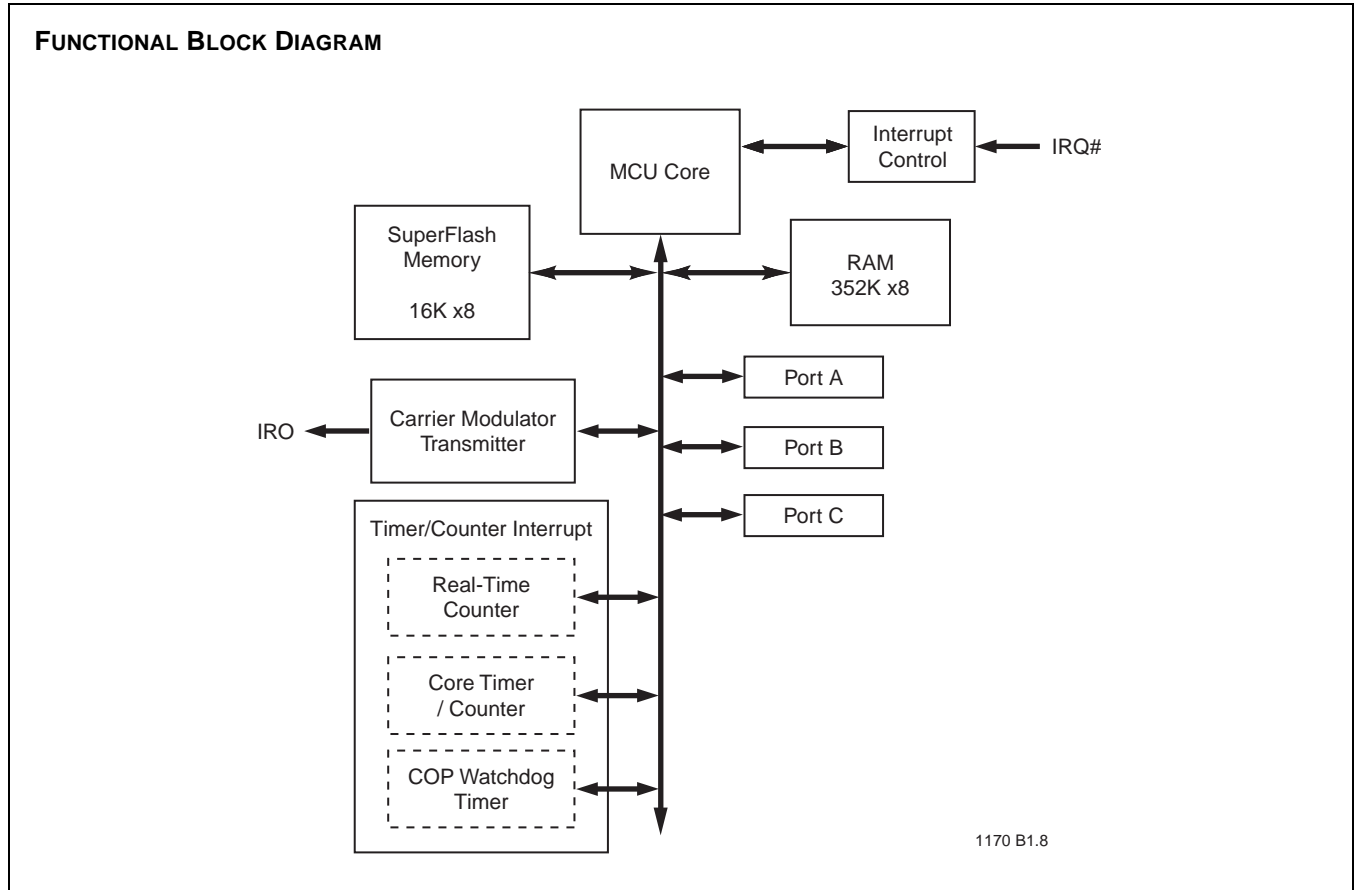 FUNCTIONAL BLOCK DIAGRAM
MCU Core
Interrupt
Control
IRQ#
SuperFlash
Memory
16K x8
RAM
352K x8
Port A
IRO
Carrier Modulator
Transmitter
Port B
Port C
Timer/Counter Interrupt
Real-Time
Counter
Core Timer
/ Counter
COP Watchdog
Timer
1170 B1.8